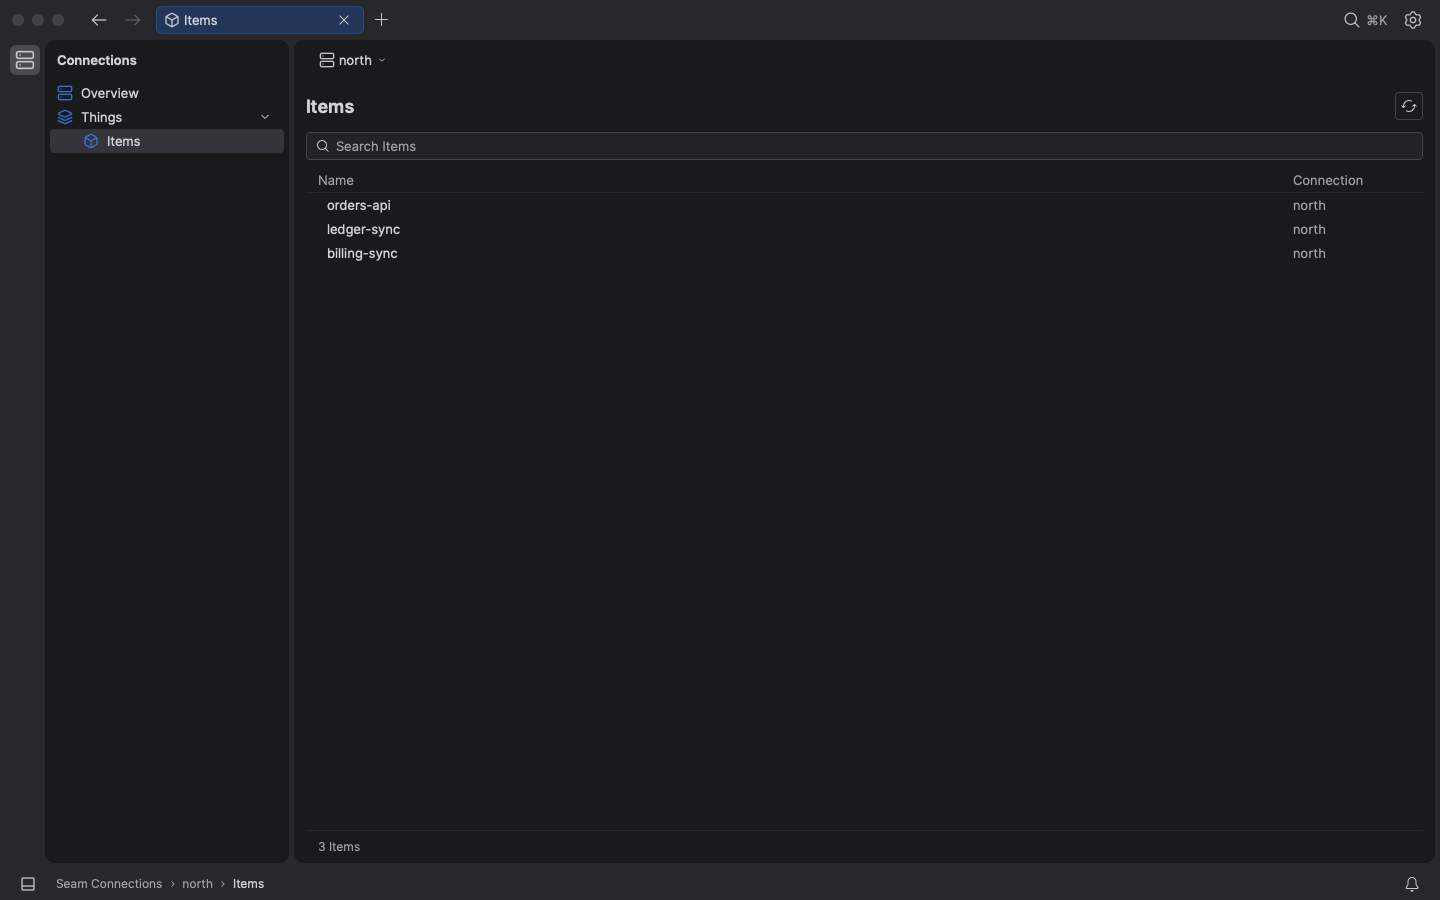 Items
⌘K
Connections
Overview
Things
Items
north
Items
Search Items
Name Connection
orders-api north
ledger-sync north
billing-sync north
3 Items
Seam Connections › north › Items